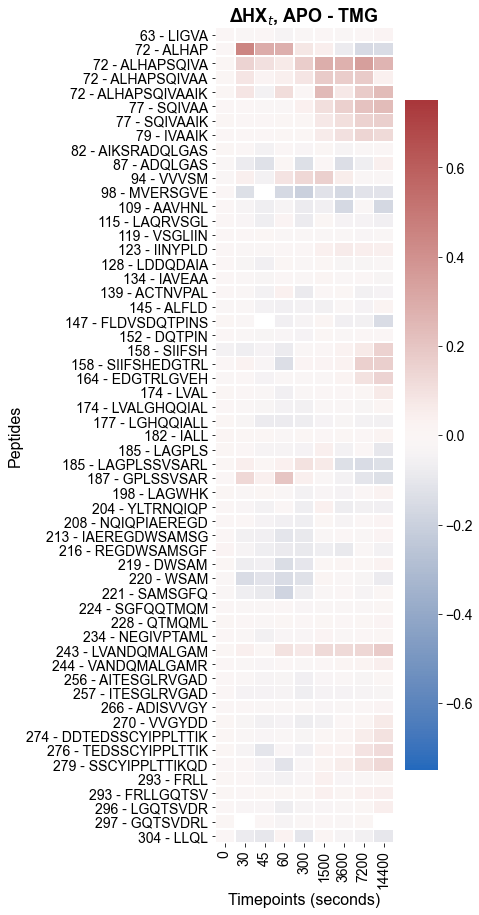 ΔHXt, APO - TMG
63 - LIGVA
72 - ALHAP
72 - ALHAPSQIVA
72 - ALHAPSQIVAA
72 - ALHAPSQIVAAIK
77 - SQIVAA
77 - SQIVAAIK
79 - IVAAIK
82 - AIKSRADQLGAS
87 - ADQLGAS
94 - VVVSM
98 - MVERSGVE
109 - AAVHNL
115 - LAQRVSGL
119 - VSGLIIN
123 - IINYPLD
128 - LDDQDAIA
134 - IAVEAA
139 - ACTNVPAL
145 - ALFLD
147 - FLDVSDQTPINS
152 - DQTPIN
158 - SIIFSH
158 - SIIFSHEDGTRL
164 - EDGTRLGVEH
174 - LVAL
174 - LVALGHQQIAL
177 - LGHQQIALL
182 - IALL
185 - LAGPLS
185 - LAGPLSSVSARL
187 - GPLSSVSAR
198 - LAGWHK
204 - YLTRNQIQP
208 - NQIQPIAEREGD
213 - IAEREGDWSAMSG
216 - REGDWSAMSGF
219 - DWSAM
220 - WSAM
221 - SAMSGFQ
224 - SGFQQTMQM
228 - QTMQML
234 - NEGIVPTAML
243 - LVANDQMALGAM
244 - VANDQMALGAMR
256 - AITESGLRVGAD
257 - ITESGLRVGAD
266 - ADISVVGY
270 - VVGYDD
274 - DDTEDSSCYIPPLTTIK
276 - TEDSSCYIPPLTTIK
279 - SSCYIPPLTTIKQD
293 - FRLL
293 - FRLLGQTSV
296 - LGQTSVDR
297 - GQTSVDRL
304 - LLQL
Peptides
0
30
45
60
300
1500
3600
7200
14400
Timepoints (seconds)
0.6
0.4
0.2
0.0
−0.2
−0.4
−0.6